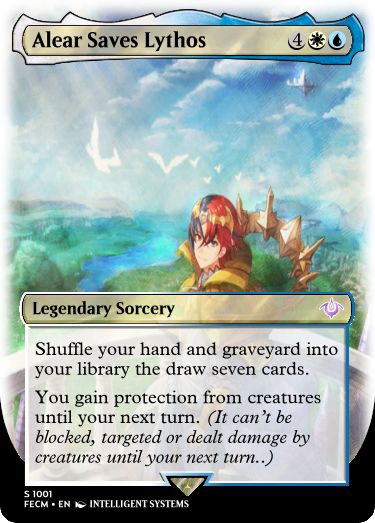 Alear Saves Lythos 4
Legendary Sorcery
Shuffle your hand and graveyard into
your library the draw seven cards.
You gain protection from creatures
until your next turn. (It can't be
blocked, targeted or dealt damage by
creatures until your next turn..)
S 1001
FECM • EN INTELLIGENT SYSTEMS